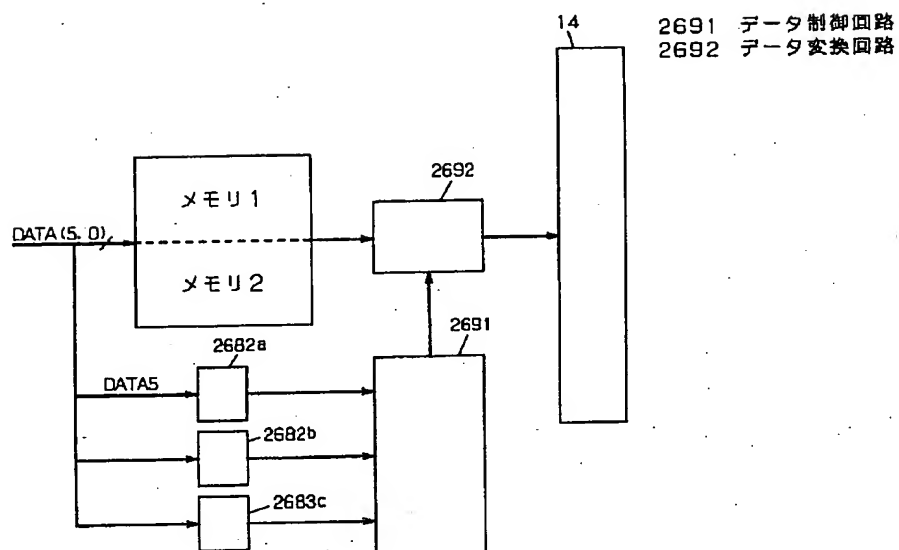 14
2691 データ制御回路
2692 データ変換回路
2692
メモリ1
DATA(5. 0)
メモリ2
2691
2682a
DATA5
2682b
2683c